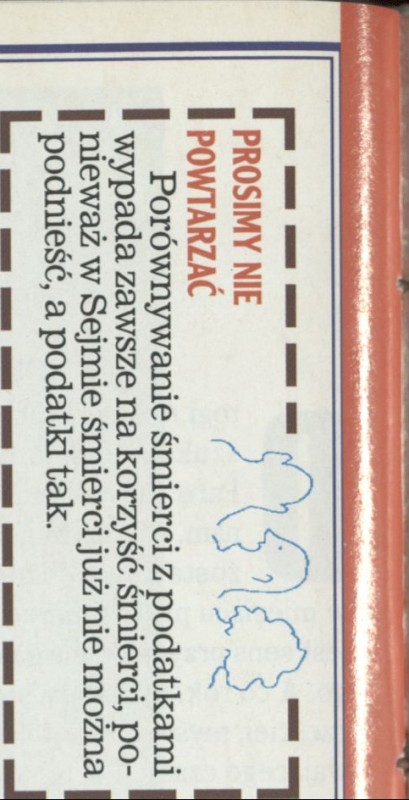 PROSIMY NIE
POWTARZAĆ
Porównywanie śmierci z podatkami
wypada zawsze na korzyść śmierci, po-
nieważ w Sejmie śmierci już nie można
podnieść, a podatki tak.